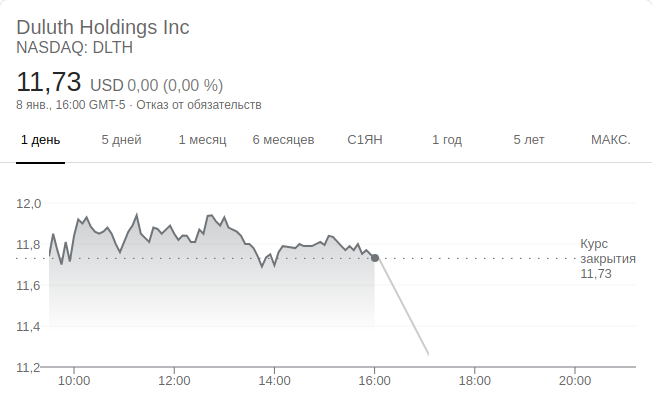 Duluth Holdings Inc
NASDAQ: DLTH
11,73 USD 0,00 (0,00 %)
8 янв., 16:00 GMT-5 · Отказ от обязательств
1 день 5 дней 1 месяц 6 месяцев С1ЯН 1 год 5 лет МАКС.
12,0
11,8
Курс
закрытия
11,73
11,6
11,4
11,2
10:00 12:00 14:00 16:00 18:00 20:00